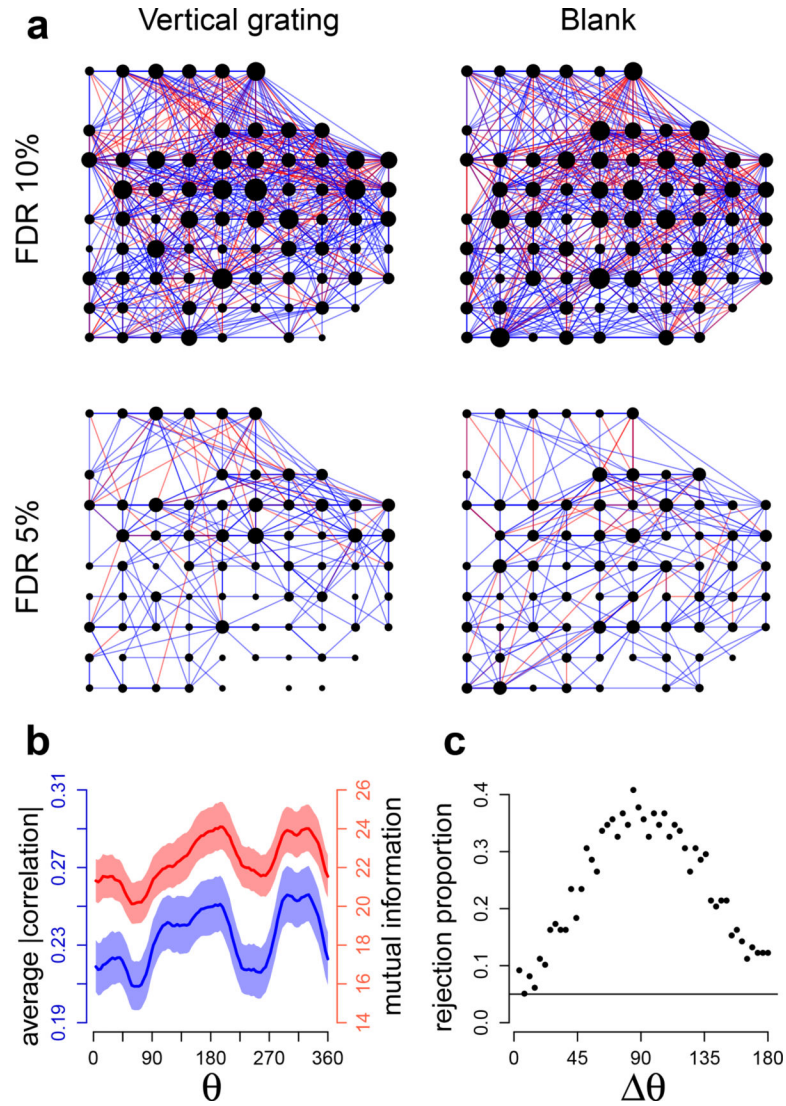 a
Vertical grating
Blank
FDR 10%
FDR 5%
b
c
average |correlation|
0.19
0.23
0.27
0.31
14
16
18
20
22
24
26
mutual information
0
90
180
270
360
θ
rejection proportion
0.0
0.1
0.2
0.3
0.4
0
45
90
135
180
Δθ